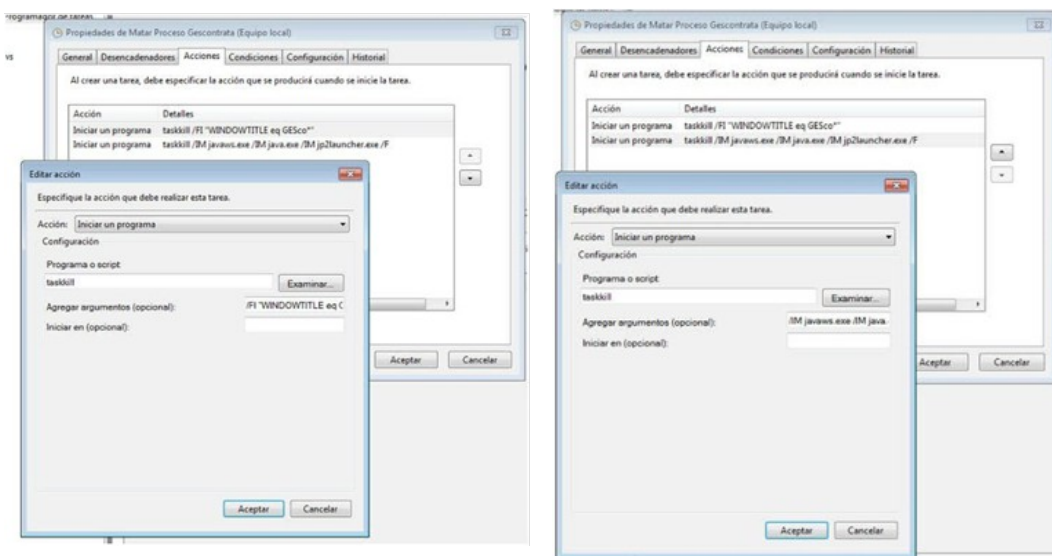 Programador de tareas
Propiedades de Matar Proceso Gescontrata (Equipo local)
General Desencadenadores Acciones Condiciones Configuración Historial
Al crear una tarea, debe especificar la acción que se producirá cuando se inicie la tarea.
Acción Detalles
Iniciar un programa taskkill /FI "WINDOWTITLE eq GESco*"
Iniciar un programa taskkill /IM javaws.exe /IM java.exe /IM jp2launcher.exe /F
Editar acción
Especifique la acción que debe realizar esta tarea.
Acción: Iniciar un programa
Configuración
Programa o script
taskkill Examinar...
Agregar argumentos (opcional): /FI "WINDOWTITLE eq G
Iniciar en (opcional):
Aceptar Cancelar
Aceptar Cancelar
Propiedades de Matar Proceso Gescontrata (Equipo local)
General Desencadenadores Acciones Condiciones Configuración Historial
Al crear una tarea, debe especificar la acción que se producirá cuando se inicie la tarea.
Acción Detalles
Iniciar un programa taskkill /FI "WINDOWTITLE eq GESco*"
Iniciar un programa taskkill /IM javaws.exe /IM java.exe /IM jp2launcher.exe /F
Editar acción
Especifique la acción que debe realizar esta tarea.
Acción: Iniciar un programa
Configuración
Programa o script
taskkill Examinar...
Agregar argumentos (opcional): /IM javaws.exe /IM java.
Iniciar en (opcional):
Aceptar Cancelar
Aceptar Cancelar